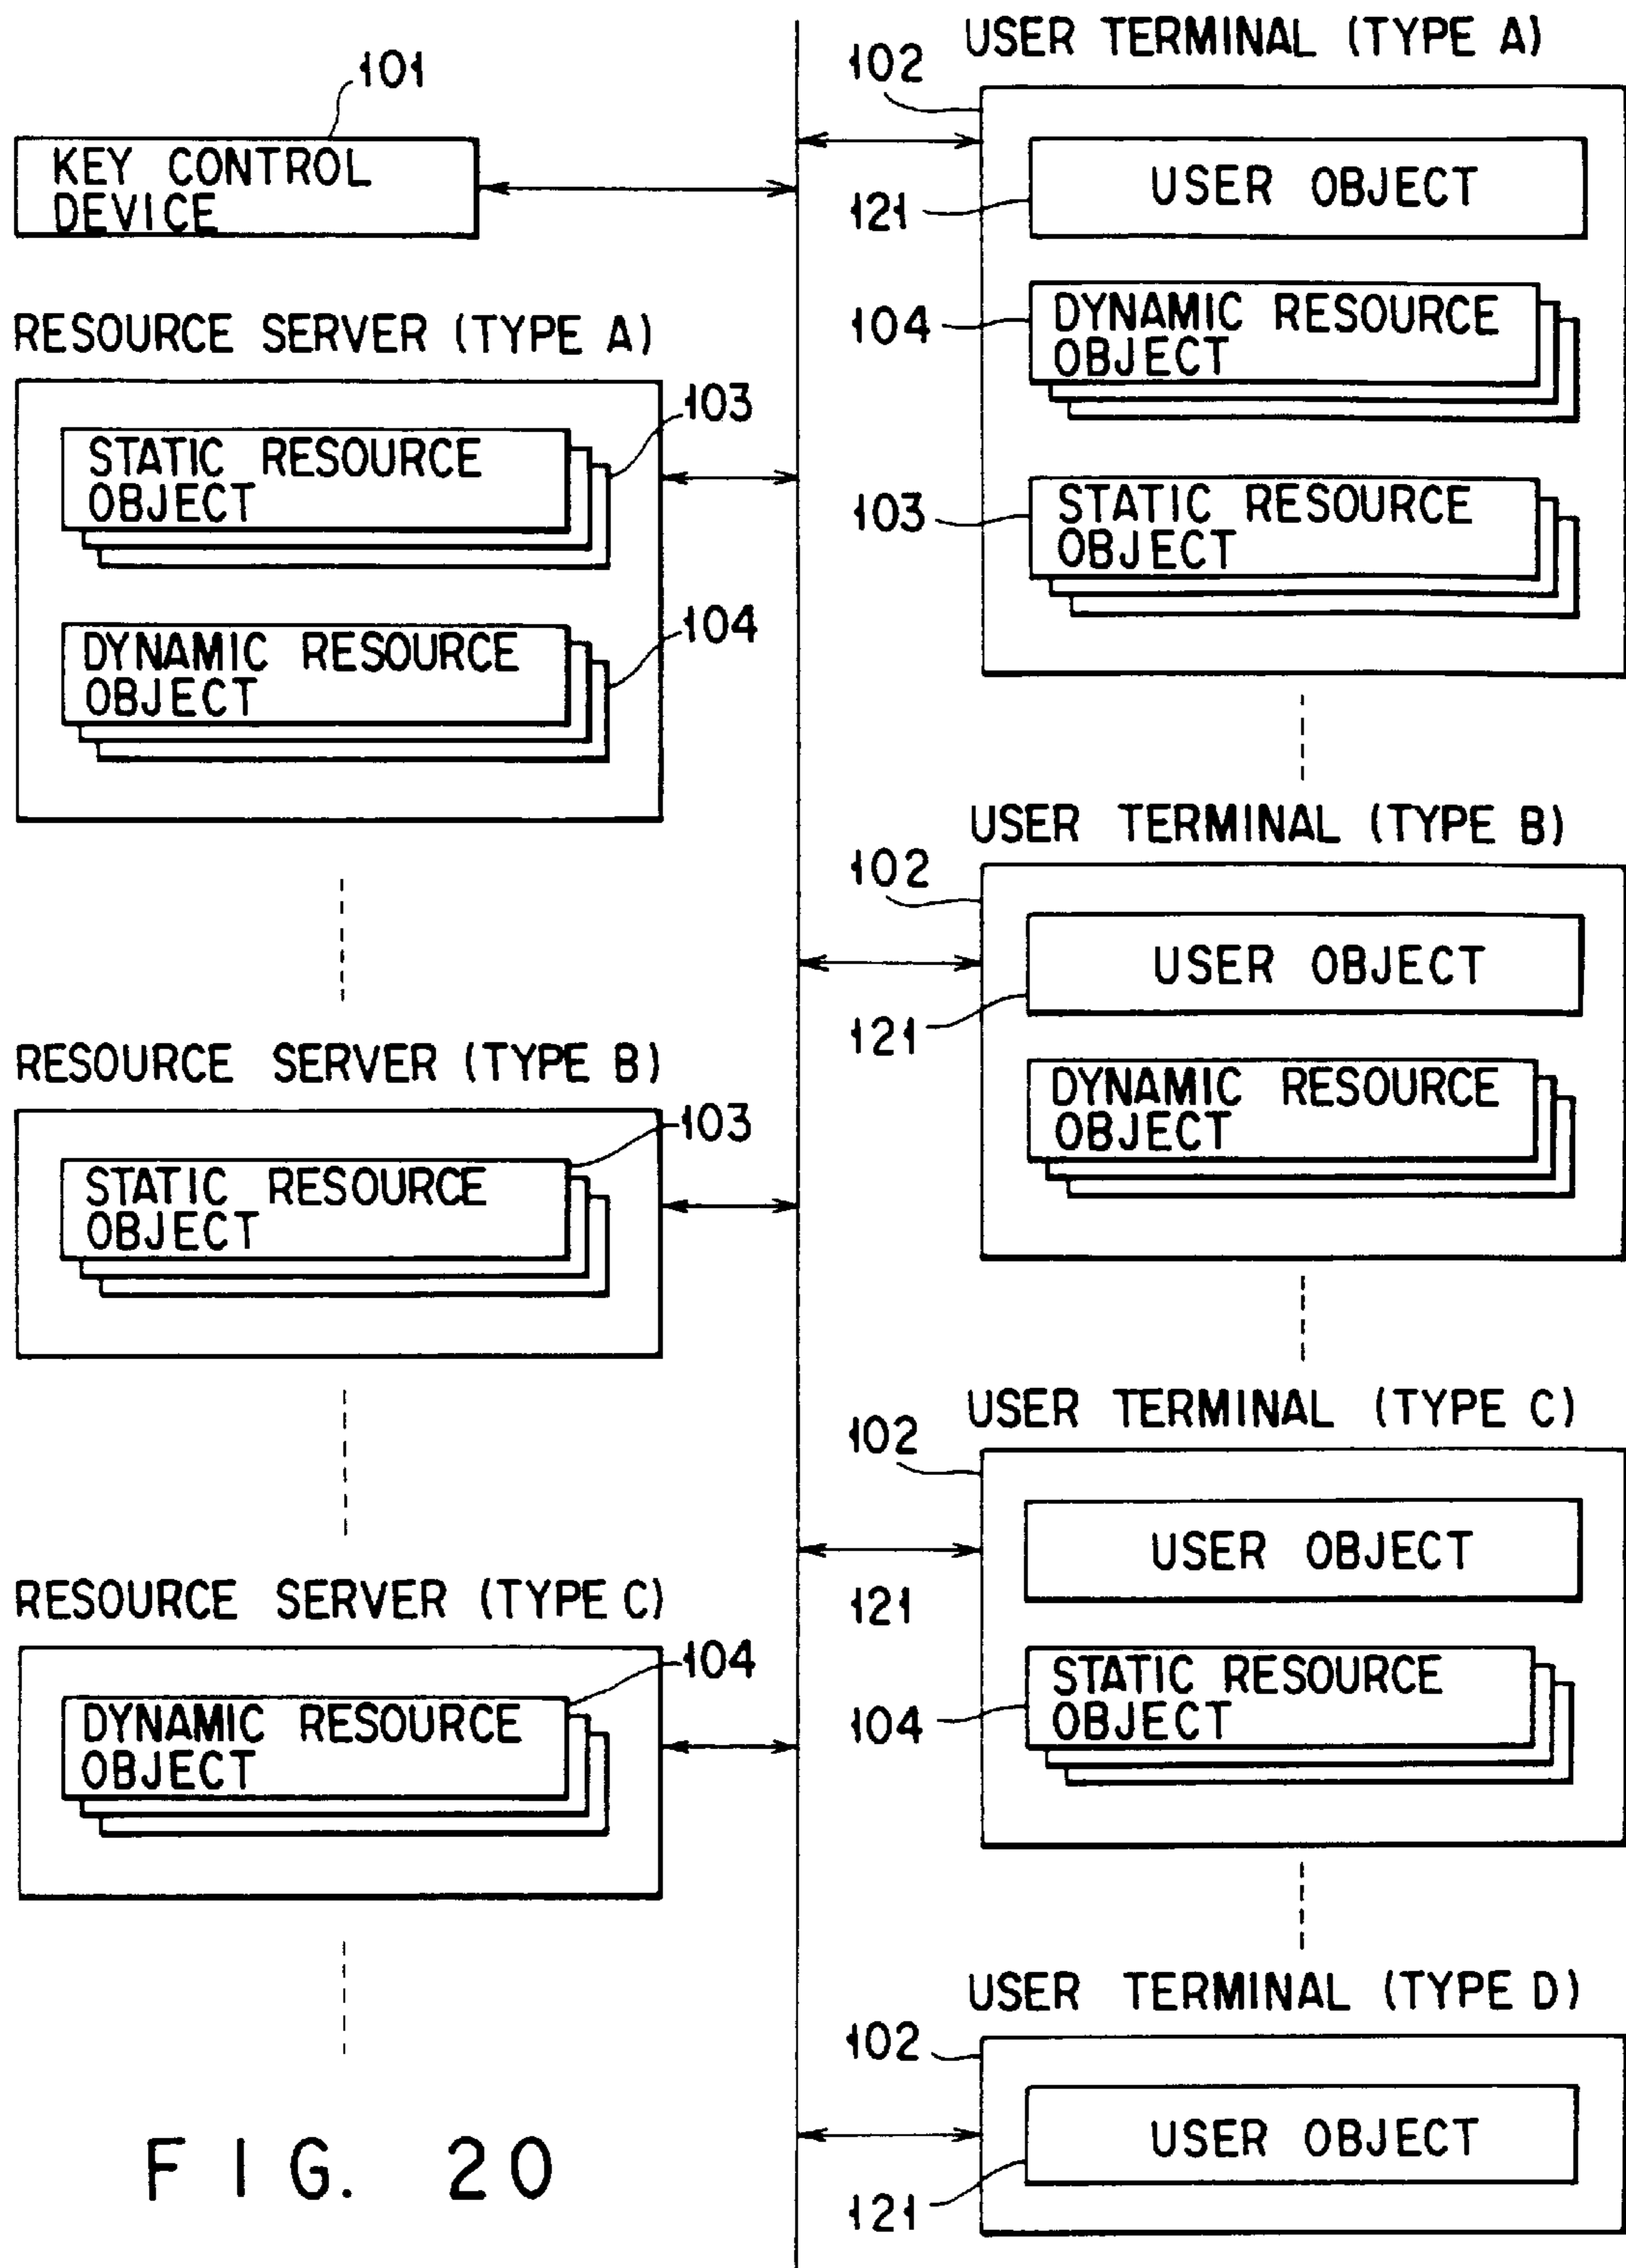 101
KEY CONTROL
DEVICE
RESOURCE SERVER (TYPE A)
103
STATIC RESOURCE
OBJECT
104
DYNAMIC RESOURCE
OBJECT
RESOURCE SERVER (TYPE B)
103
STATIC RESOURCE
OBJECT
RESOURCE SERVER (TYPE C)
104
DYNAMIC RESOURCE
OBJECT
FIG. 20
USER TERMINAL (TYPE A)
102
USER OBJECT
121
104
DYNAMIC RESOURCE
OBJECT
103
STATIC RESOURCE
OBJECT
USER TERMINAL (TYPE B)
102
USER OBJECT
121
DYNAMIC RESOURCE
OBJECT
USER TERMINAL (TYPE C)
102
USER OBJECT
121
STATIC RESOURCE
OBJECT
104
USER TERMINAL (TYPE D)
102
USER OBJECT
121